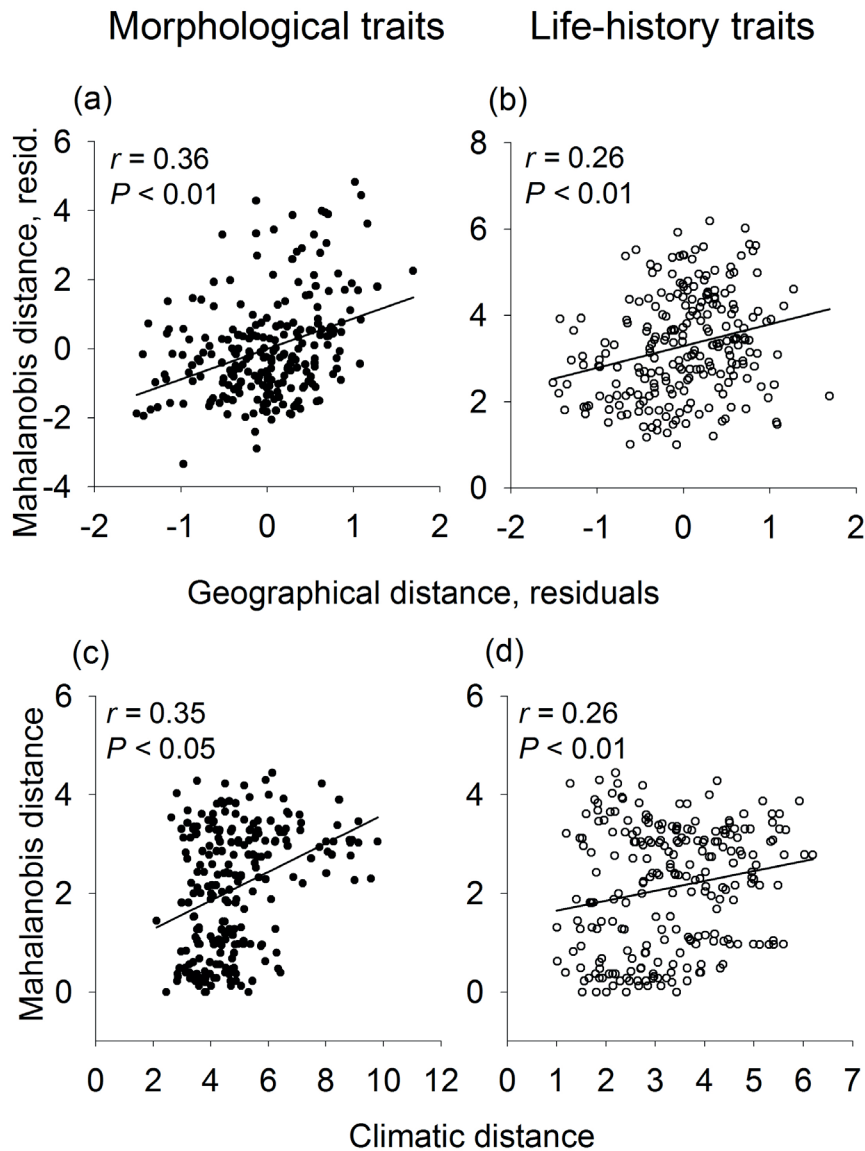 Morphological traits
Life-history traits
(a)
r = 0.36
P < 0.01
Mahalanobis distance, resid.
6
4
2
0
-2
-4
-2
-1
0
1
2
(b)
r = 0.26
P < 0.01
8
6
4
2
0
-2
-1
0
1
2
Geographical distance, residuals
(c)
r = 0.35
P < 0.05
Mahalanobis distance
6
4
2
0
0
2
4
6
8
10
12
(d)
r = 0.26
P < 0.01
6
4
2
0
0
1
2
3
4
5
6
7
Climatic distance